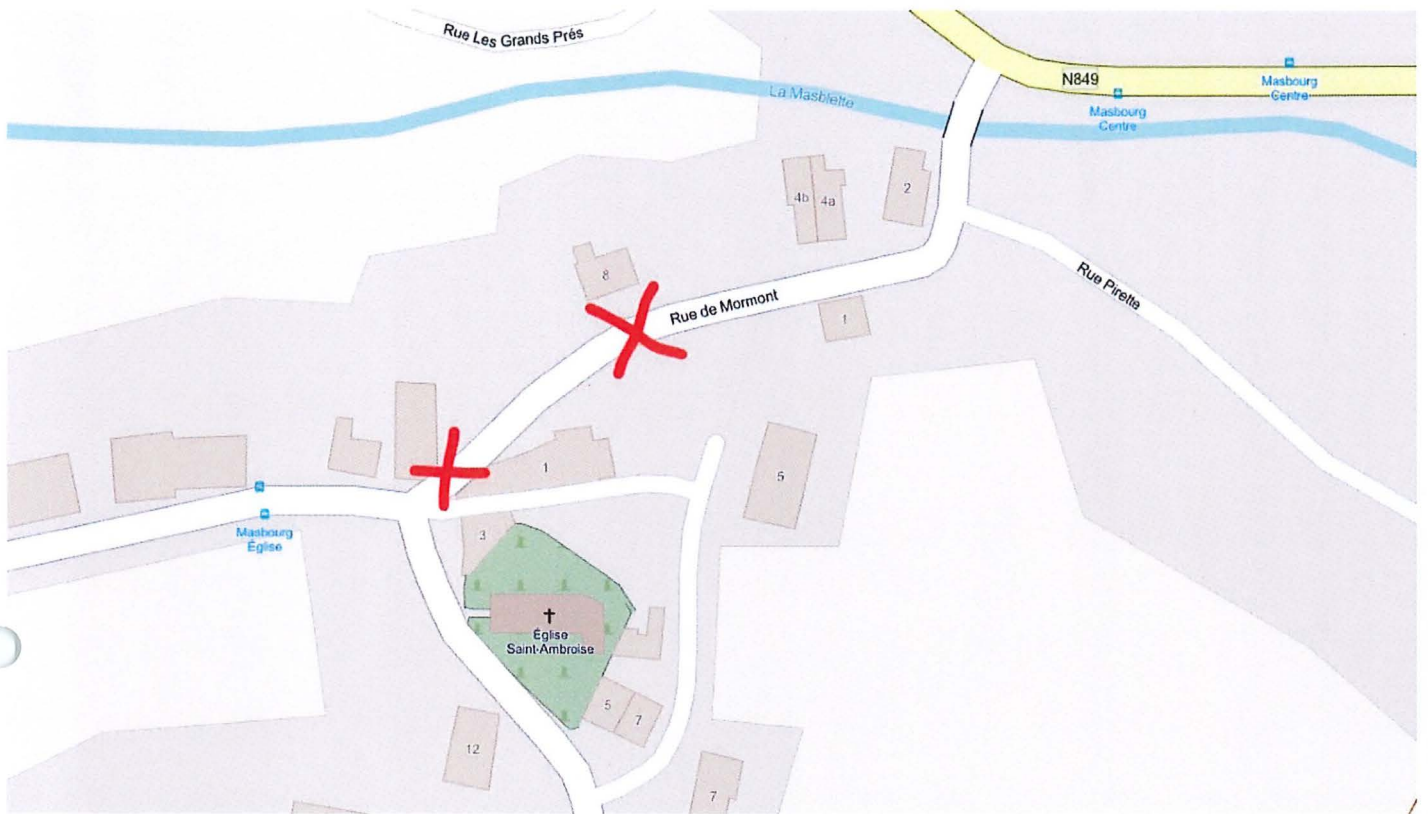 Rue Les Grands Prés
N849
Masbourg
Centre
Masbourg
Centre
La Masblette
4b
4a
2
8
Rue de Mormont
1
Rue Pirette
1
5
Masbourg
Église
3
Église
Saint-Ambroise
5
7
12
7